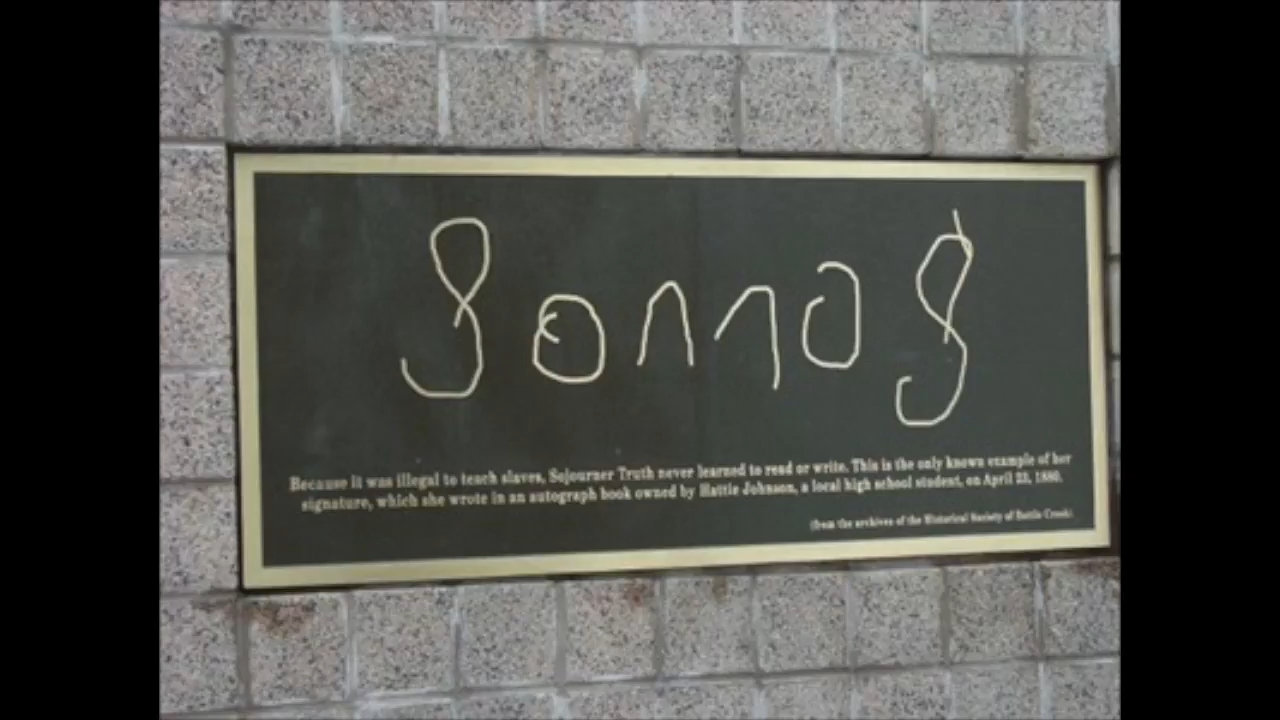 Because it was illegal to teach slaves, Sojourner Truth never learned to read or write. This is the only known example of her
signature, which she wrote in an autograph book owned by Hattie Johnson, a local high school student, on April 23, 1880.
(from the archives of the Historical Society of Battle Creek)